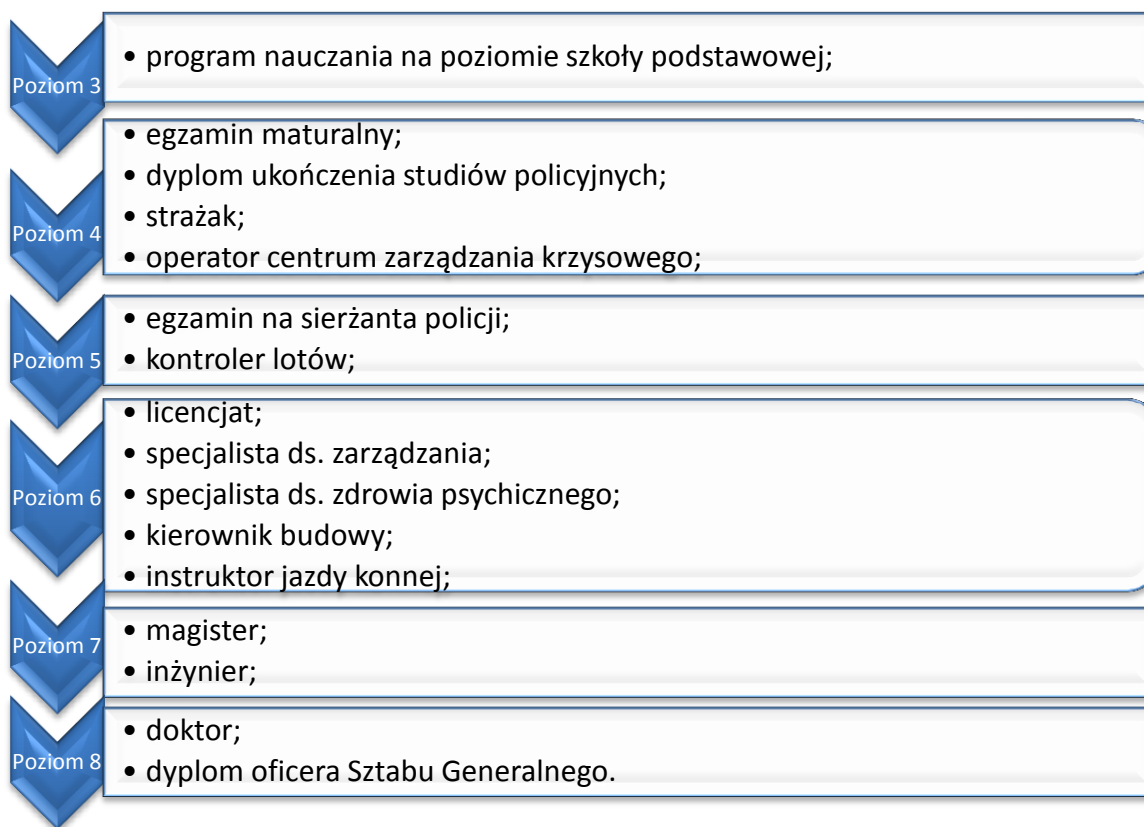 Poziom 3
• program nauczania na poziomie szkoły podstawowej;
Poziom 4
• egzamin maturalny;
• dyplom ukończenia studiów policyjnych;
• strażak;
• operator centrum zarządzania krzysowego;
Poziom 5
• egzamin na sierżanta policji;
• kontroler lotów;
Poziom 6
• licencjat;
• specjalista ds. zarządzania;
• specjalista ds. zdrowia psychicznego;
• kierownik budowy;
• instruktor jazdy konnej;
Poziom 7
• magister;
• inżynier;
Poziom 8
• doktor;
• dyplom oficera Sztabu Generalnego.